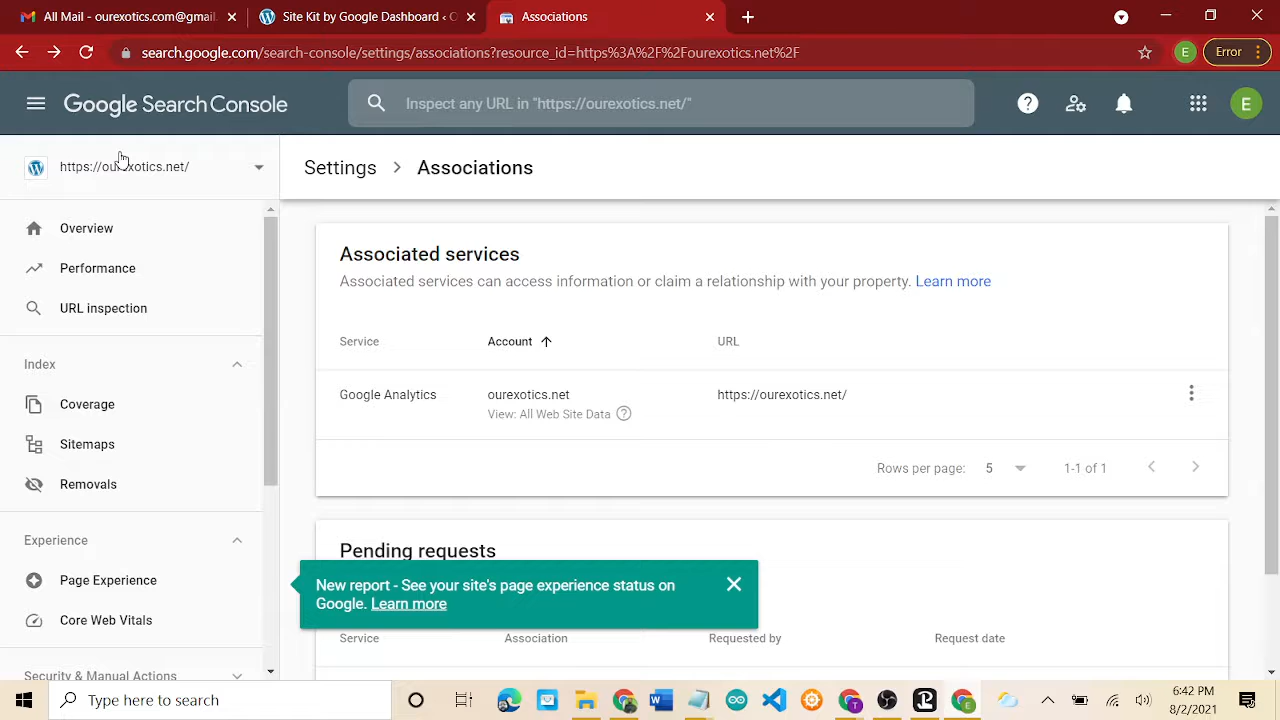 All Mail - ourexotics.com@gmail.
Site Kit by Google Dashboard ‹ O
Associations
search.google.com/search-console/settings/associations?resource_id=https%3A%2F%2Fourexotics.net%2F
E
Error
Google Search Console
Inspect any URL in "https://ourexotics.net/"
E
https://ourexotics.net/
Settings
Associations
Overview
Performance
URL inspection
Index
Coverage
Sitemaps
Removals
Experience
Page Experience
Core Web Vitals
Security & Manual Actions
Associated services
Associated services can access information or claim a relationship with your property. Learn more
Service Account URL
Google Analytics ourexotics.net https://ourexotics.net/
View: All Web Site Data
Rows per page: 5 1-1 of 1
Pending requests
New report - See your site's page experience status on
Google. Learn more
Service Association Requested by Request date
Type here to search
6:42 PM
8/2/2021